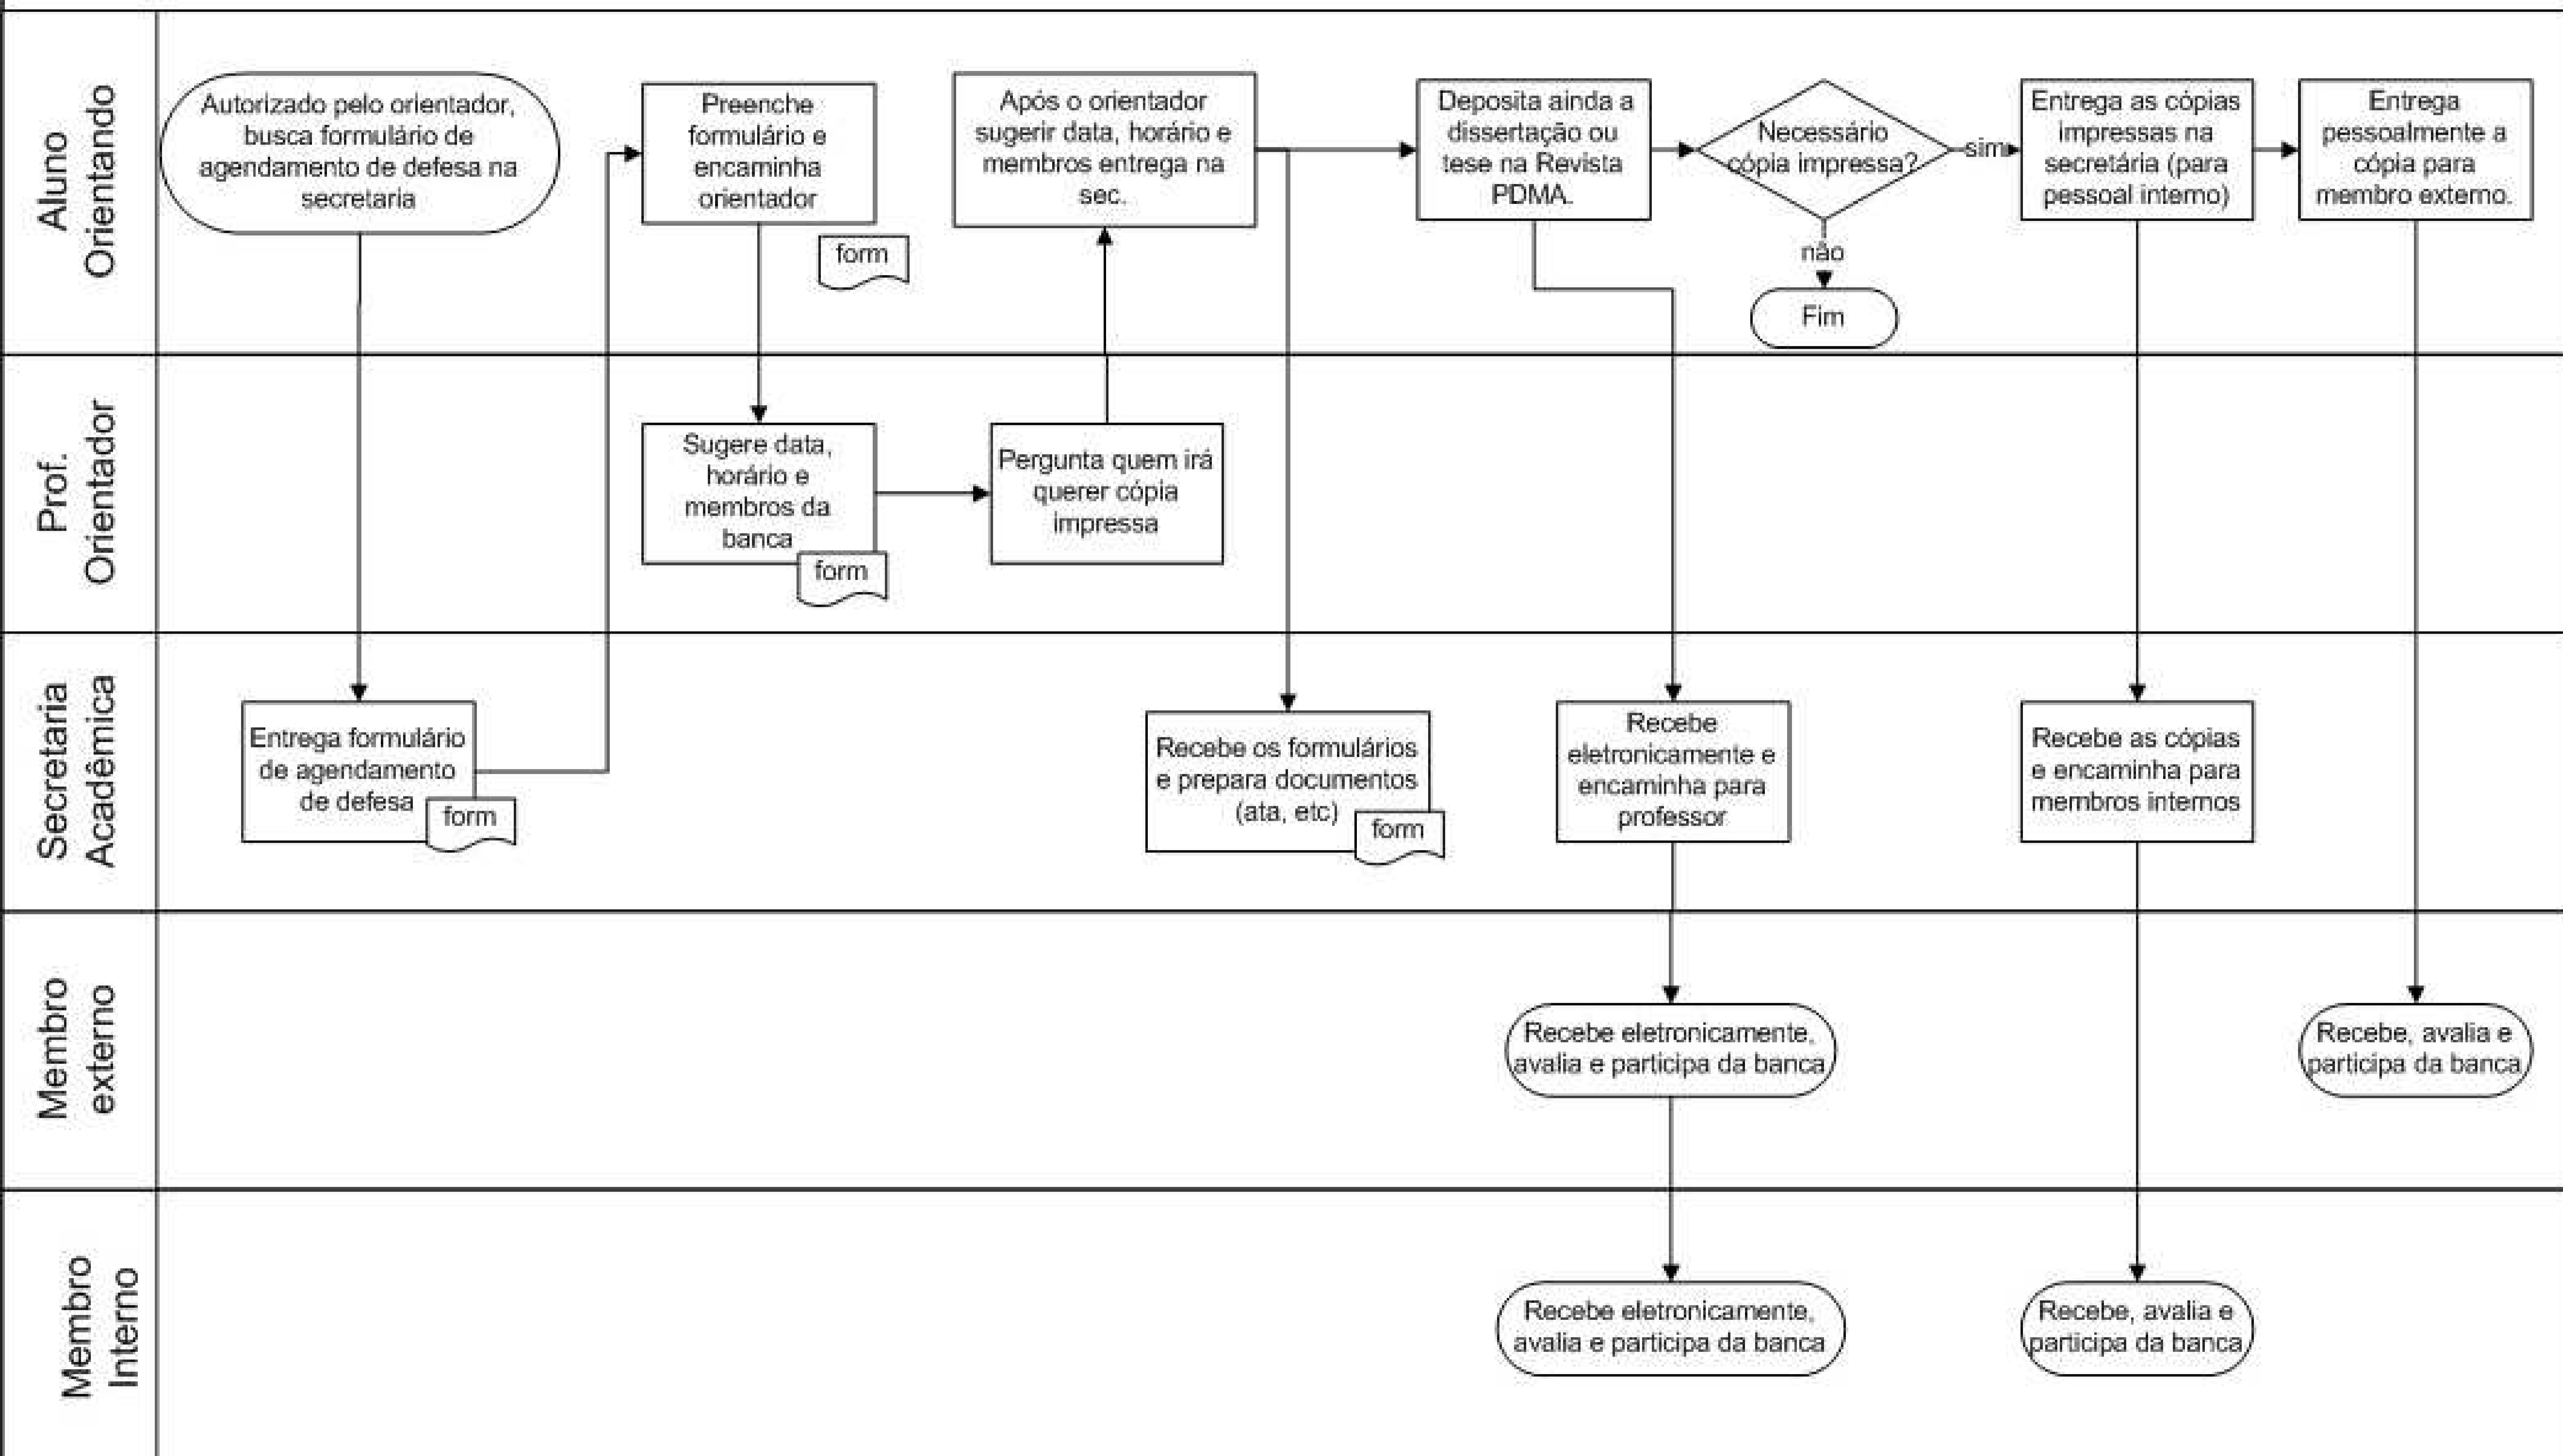 Aluno
Orientando
Autorizado pelo orientador,
busca formulário de
agendamento de defesa na
secretaria
Preenche
formulário e
encaminha
orientador
form
Após o orientador
sugerir data, horário e
membros entrega na
sec.
Deposita ainda a
dissertação ou
tese na Revista
PDMA.
Necessário
cópia impressa?
sim
não
Fim
Entrega as cópias
impressas na
secretária (para
pessoal interno)
Entrega
pessoalmente a
cópia para
membro externo.
Prof.
Orientador
Sugere data,
horário e
membros da
banca
form
Pergunta quem irá
querer cópia
impressa
Secretaria
Acadêmica
Entrega formulário
de agendamento
de defesa
form
Recebe os formulários
e prepara documentos
(ata, etc)
form
Recebe
eletronicamente e
encaminha para
professor
Recebe as cópias
e encaminha para
membros internos
Membro
externo
Recebe eletronicamente,
avalia e participa da banca
Recebe, avalia e
participa da banca
Membro
Interno
Recebe eletronicamente,
avalia e participa da banca
Recebe, avalia e
participa da banca